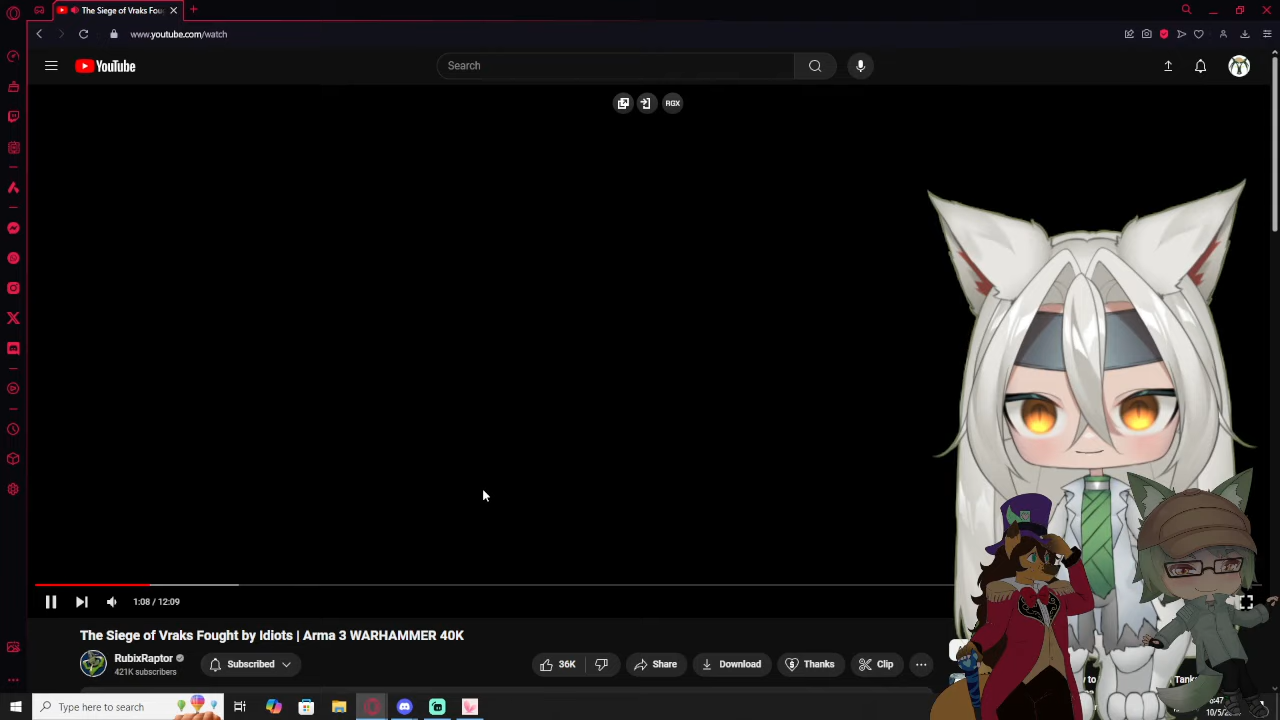 The Siege of Vraks Fou
www.youtube.com/watch
YouTube
Search
RGX
1:08 / 12:09
The Siege of Vraks Fought by Idiots | Arma 3 WARHAMMER 40K
RubixRaptor
421K subscribers
Subscribed
36K
Share
Download
Thanks
Clip
Type here to search